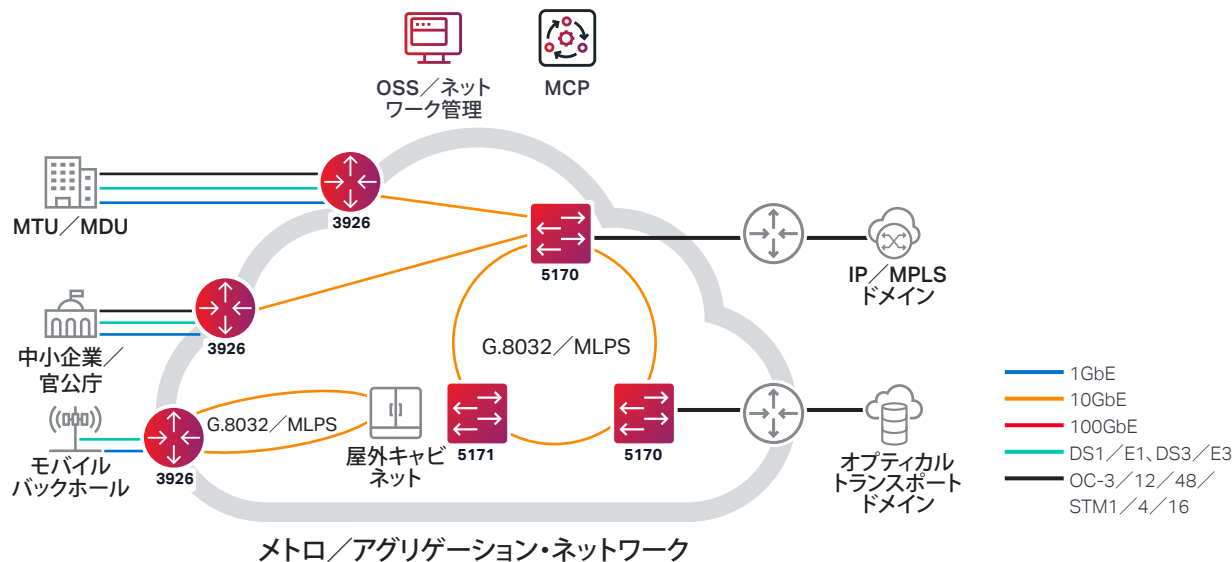 OSS／ネット
ワーク管理
MCP
MTU／MDU
3926
5170
IP／MPLS
ドメイン
中小企業／
官公庁
3926
G.8032／MLPS
モバイル
バックホール
3926
G.8032／MLPS
屋外キャビ
ネット
5171
5170
オプティカル
トランスポート
ドメイン
1GbE
10GbE
100GbE
DS1／E1、DS3／E3
OC-3／12／48／
STM1／4／16
メトロ／アグリゲーション・ネットワーク